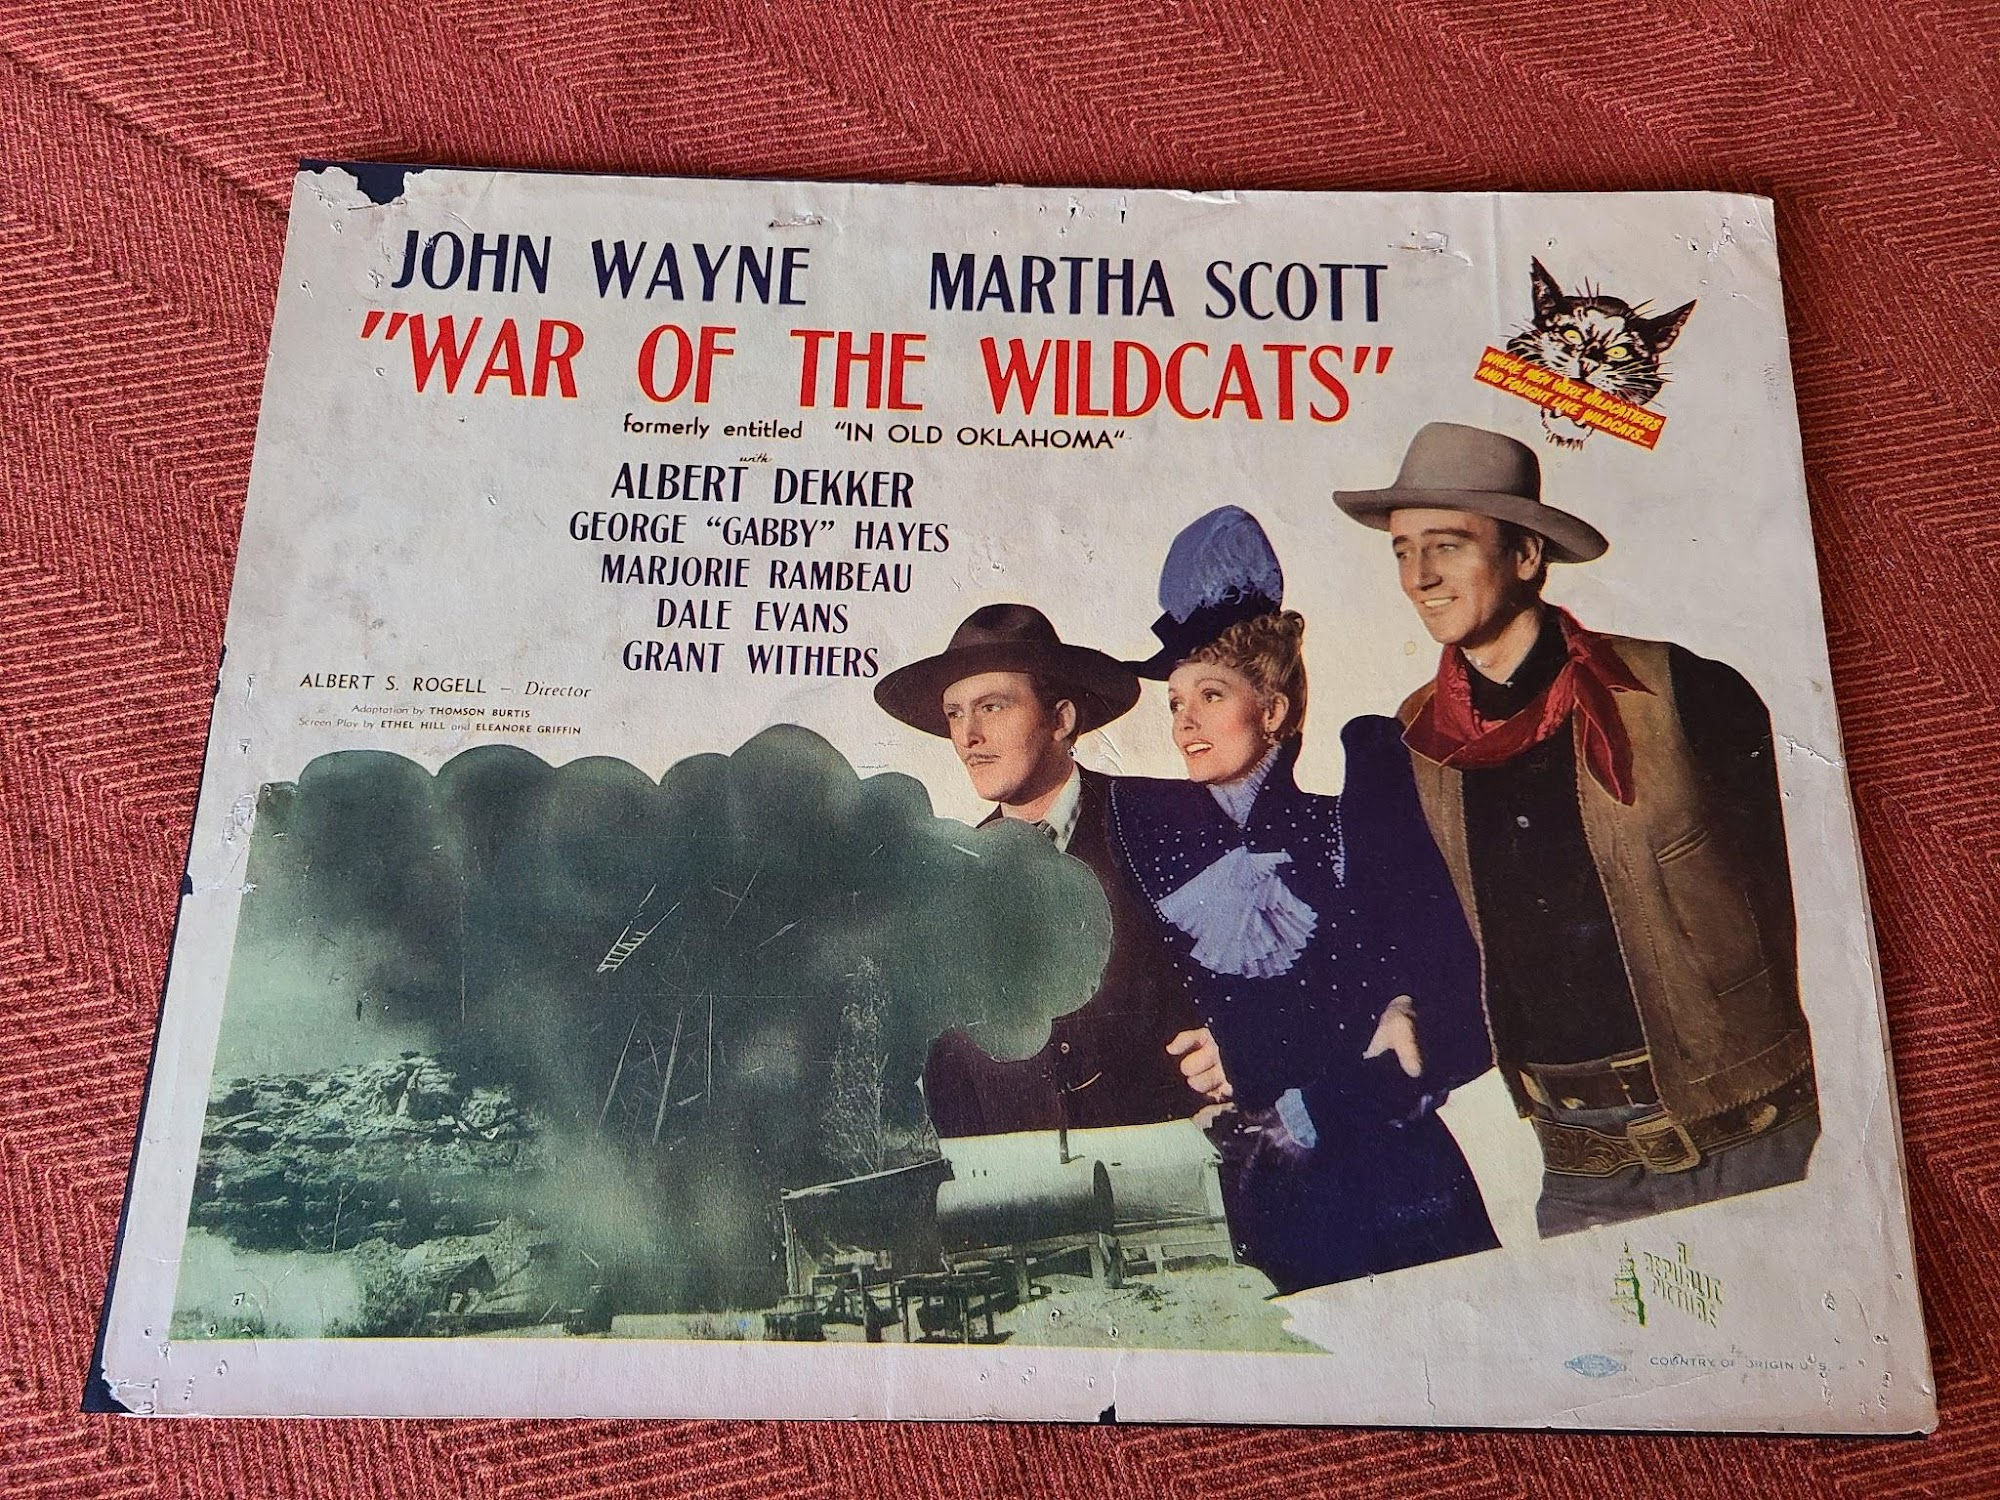 JOHN WAYNE MARTHA SCOTT
"WAR OF THE WILDCATS"
WHERE MEN WERE WILDCATTERS
AND FOUGHT LIKE WILDCATS...
formerly entitled "IN OLD OKLAHOMA"
with
ALBERT DEKKER
GEORGE "GABBY" HAYES
MARJORIE RAMBEAU
DALE EVANS
GRANT WITHERS
ALBERT S. ROGELL – Director
Adaptation by THOMSON BURTIS
Screen Play by ETHEL HILL and ELEANORE GRIFFIN
A
REPUBLIC
PICTURE
COUNTRY OF ORIGIN U.S.